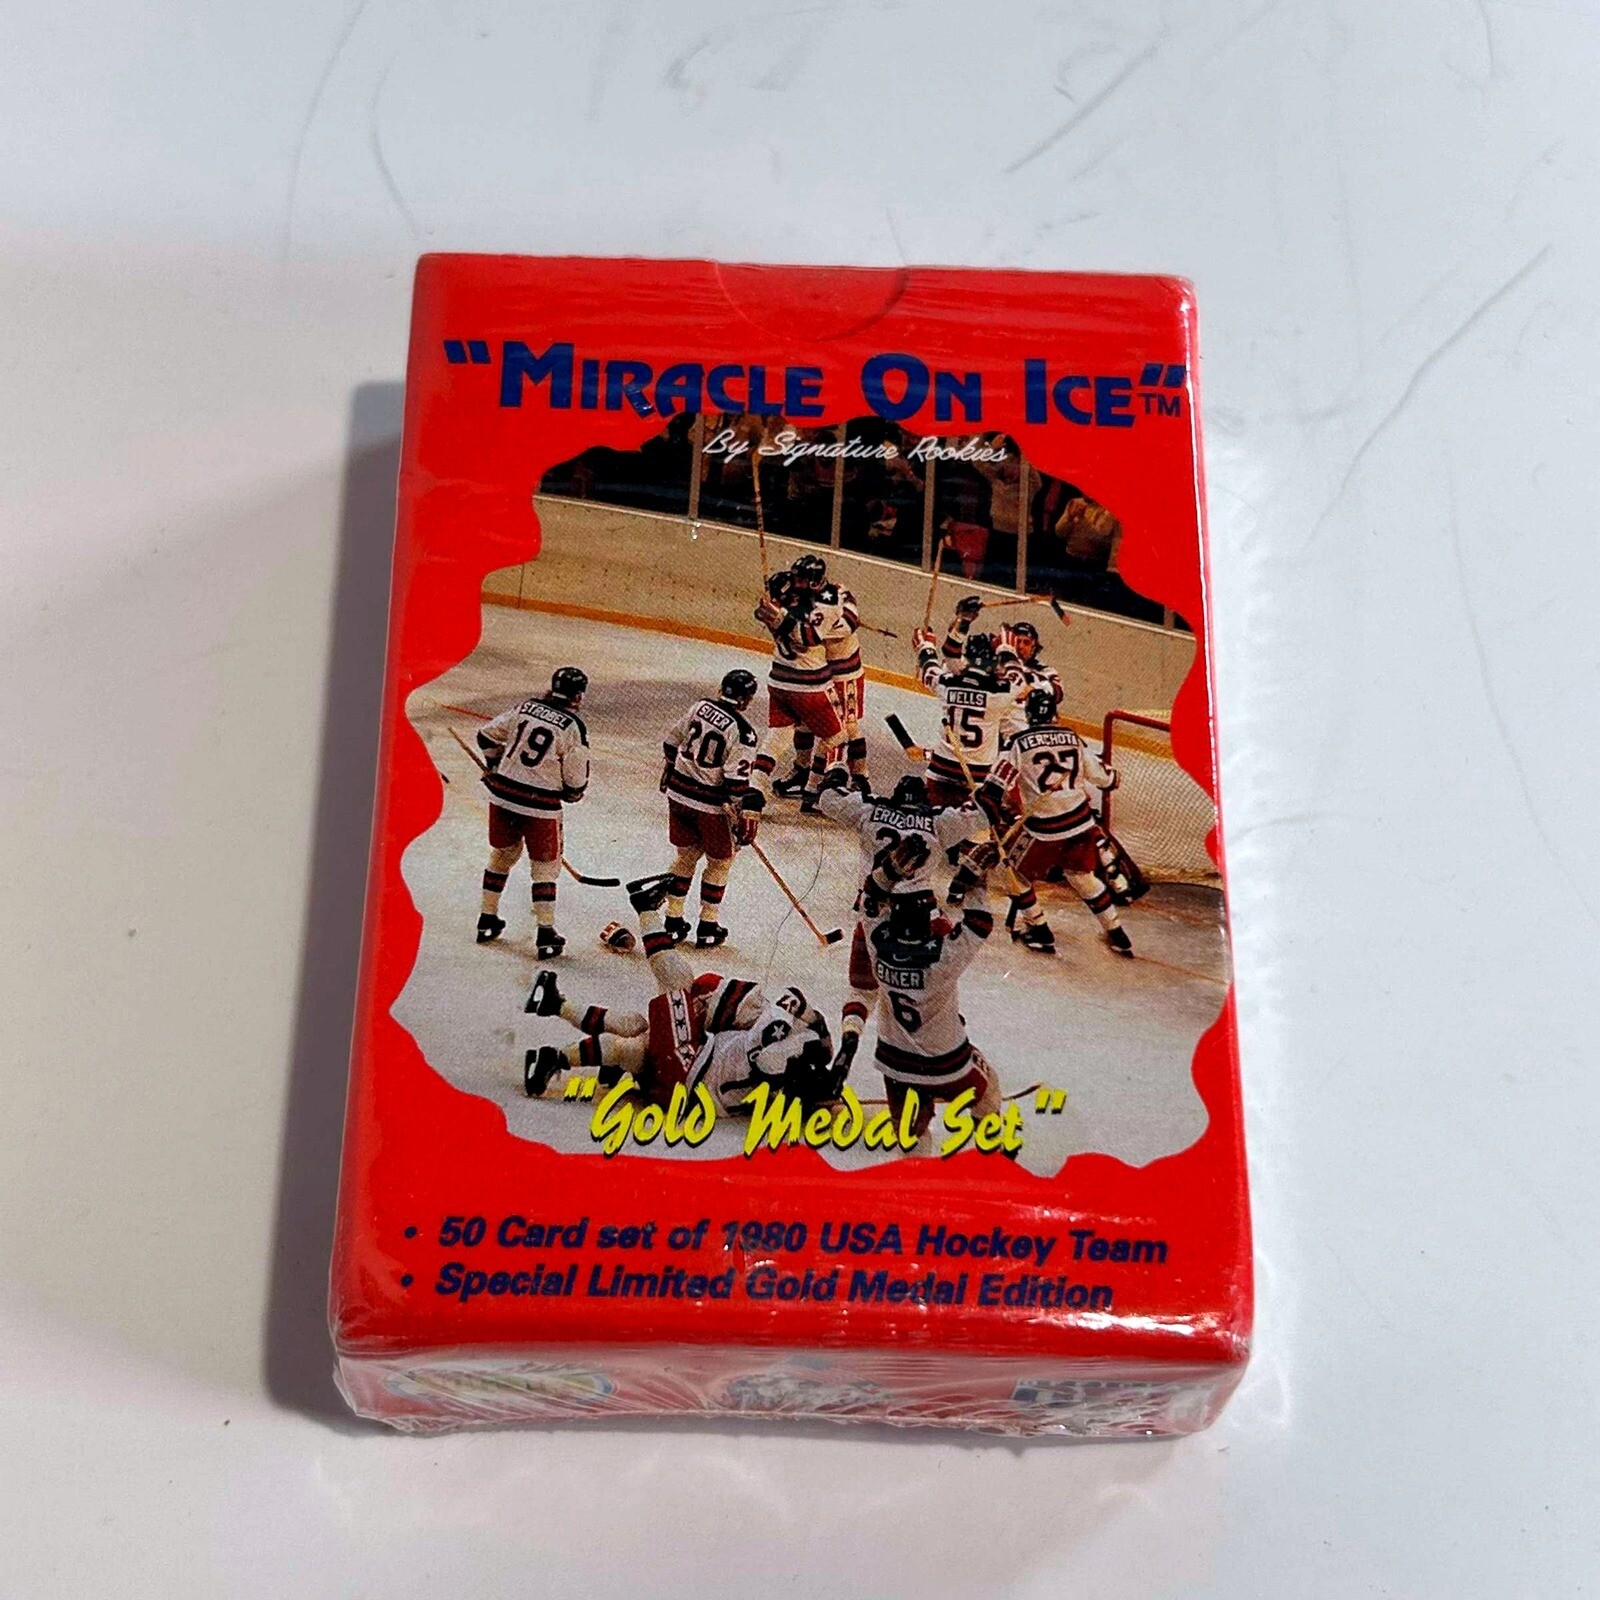 "MIRACLE ON ICE"™
By Signature Rookies
WELLS
15
STROBEL
19
SUTER
20
VERCHOTA
27
ERUZIONE
BAKER
6
"Gold Medal Set"
• 50 Card set of 1980 USA Hockey Team
• Special Limited Gold Medal Edition